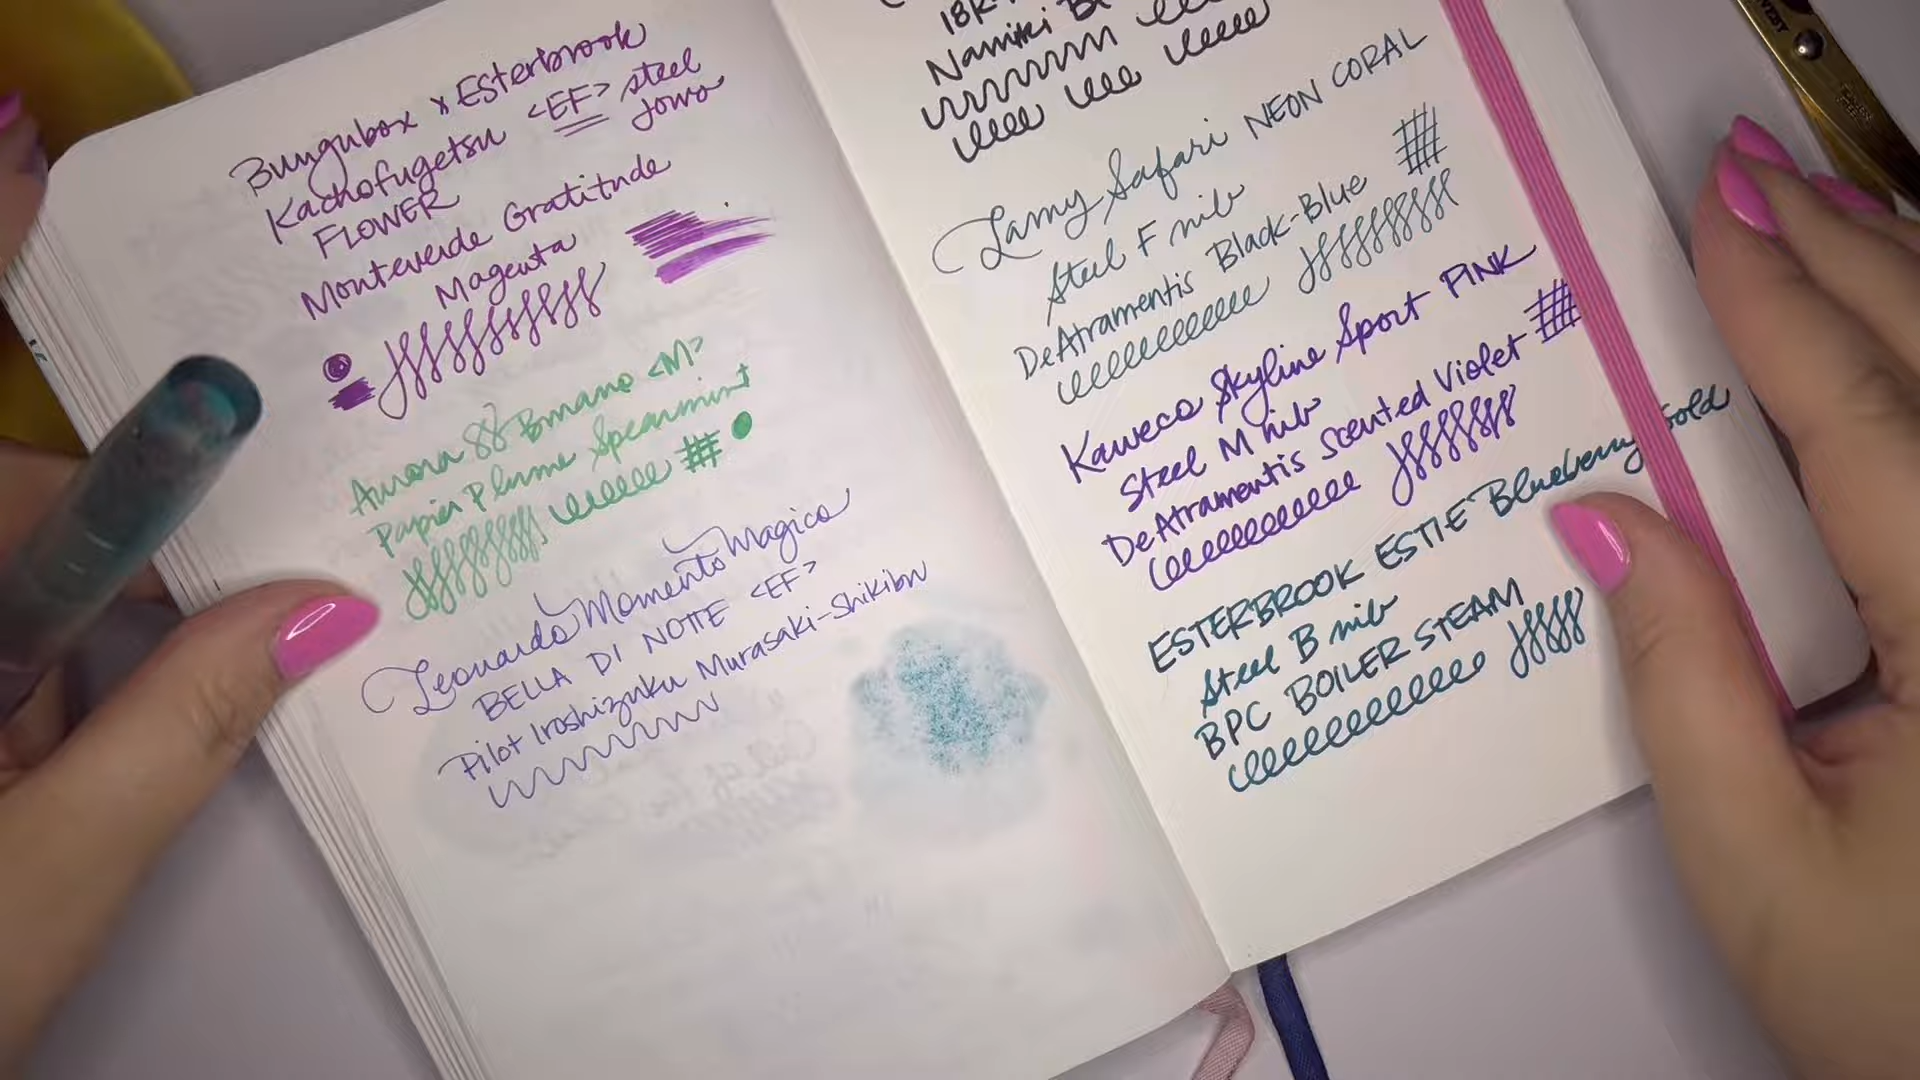 Bungubox x Esterbrook
Kachofugetsu <EF> steel
FLOWER Jowo
Monteverde Gratitude
Magenta
Aurora 88 <M>
Papier Plume Spearmint
Leonardo Momento Magico
BELLA DI NOTTE <EF>
Pilot Iroshizuku Murasaki-Shikibu
18K
Namiki
Lamy Safari NEON CORAL
Steel F nib
DeAtramentis Black-Blue
Kaweco Skyline Sport PINK
Steel M nib
DeAtramentis Scented Violet
ESTERBROOK ESTIE Blueberry Gold
Steel B nib
BPC BOILER STEAM